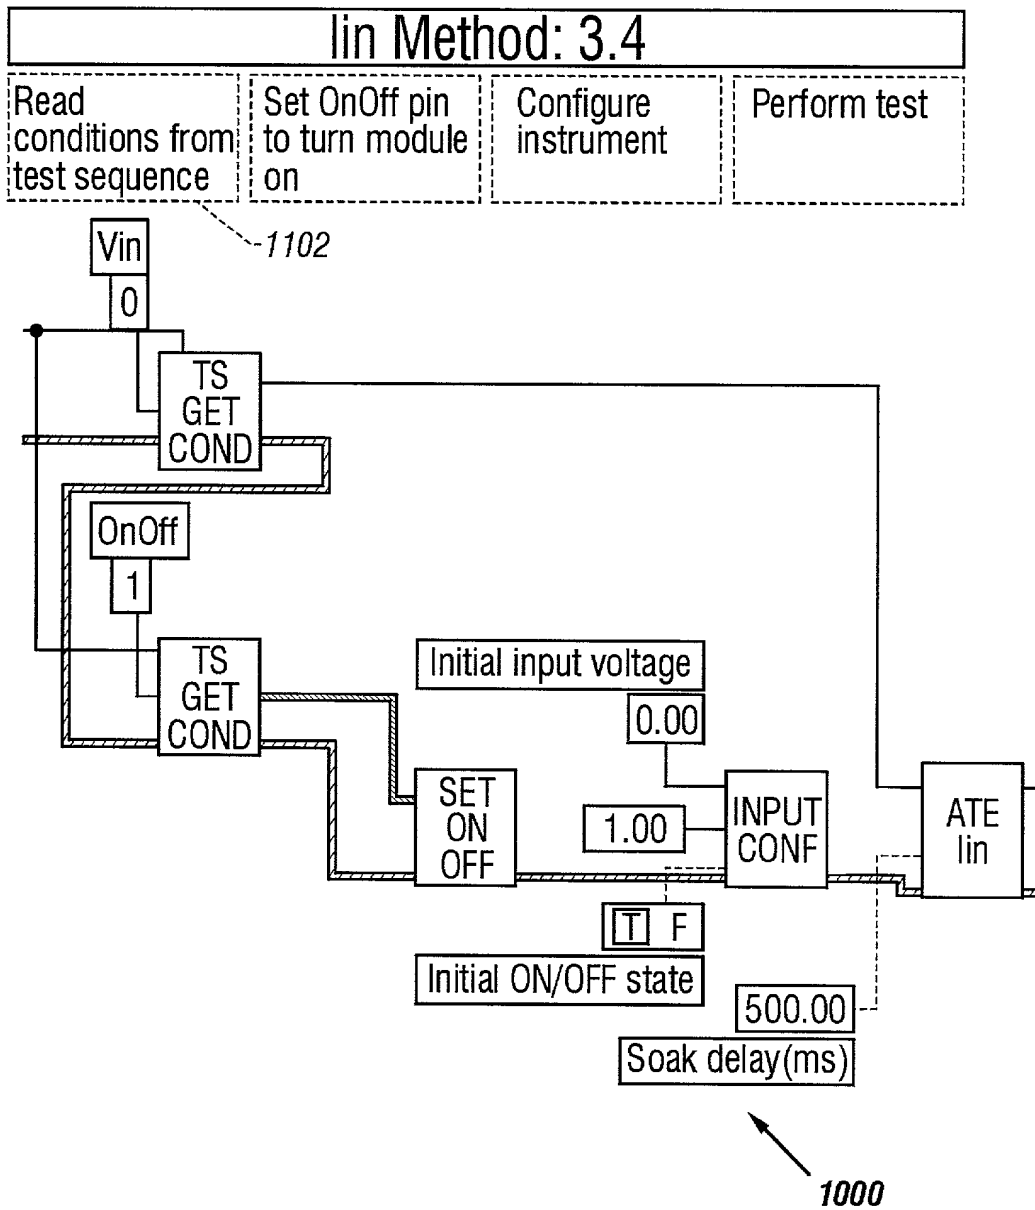 Iin Method: 3.4
Read
conditions from
test sequence
Set OnOff pin
to turn module
on
Configure
instrument
Perform test
1102
Vin
0
TS
GET
COND
OnOff
1
TS
GET
COND
Initial input voltage
0.00
SET
ON
OFF
1.00
INPUT
CONF
ATE
Iin
T F
Initial ON/OFF state
500.00
Soak delay(ms)
1000